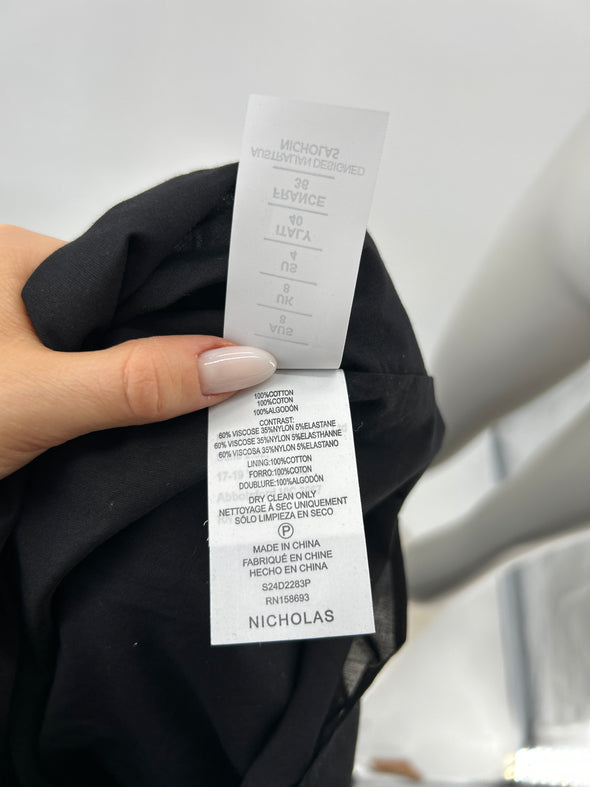 NICHOLAS
AUSTRALIAN DESIGNED
FRANCE
40
ITALY
4
US
8
UK
8
AUS
100%COTTON
100%COTON
100%ALGODÓN
CONTRAST:
60% VISCOSE 35%NYLON 5%ELASTANE
60% VISCOSE 35%NYLON 5%ELASTHANNE
60% VISCOSA 35%NYLON 5%ELASTANO
LINING:100%COTTON
FORRO:100%COTON
DOUBLURE:100%ALGODÓN
17-19
DRY CLEAN ONLY
NETTOYAGE À SEC UNIQUEMENT
SÓLO LIMPIEZA EN SECO
P
MADE IN CHINA
FABRIQUÉ EN CHINE
HECHO EN CHINA
S24D2283P
RN158693
NICHOLAS